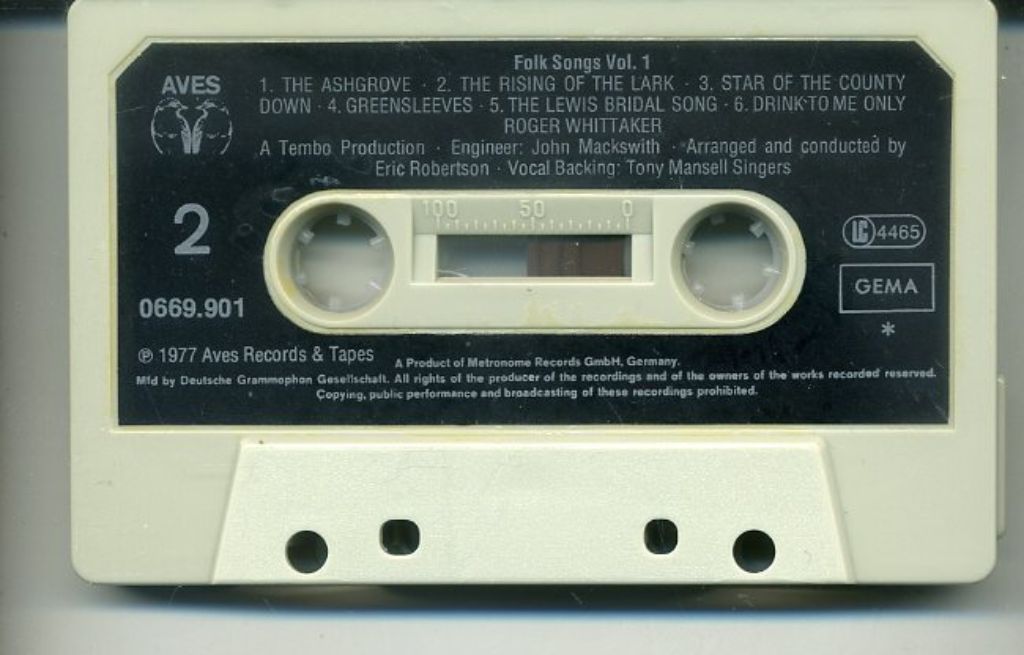 Folk Songs Vol. 1
AVES
1. THE ASHGROVE · 2. THE RISING OF THE LARK · 3. STAR OF THE COUNTY
DOWN · 4. GREENSLEEVES · 5. THE LEWIS BRIDAL SONG · 6. DRINK TO ME ONLY
ROGER WHITTAKER
A Tembo Production · Engineer: John Mackswith · Arranged and conducted by
Eric Robertson · Vocal Backing: Tony Mansell Singers
2
100 50 0
LC 4465
GEMA
*
0669.901
℗ 1977 Aves Records & Tapes
A Product of Metronome Records GmbH, Germany.
Mfd by Deutsche Grammophon Gesellschaft. All rights of the producer of the recordings and of the owners of the works recorded reserved.
Copying, public performance and broadcasting of these recordings prohibited.